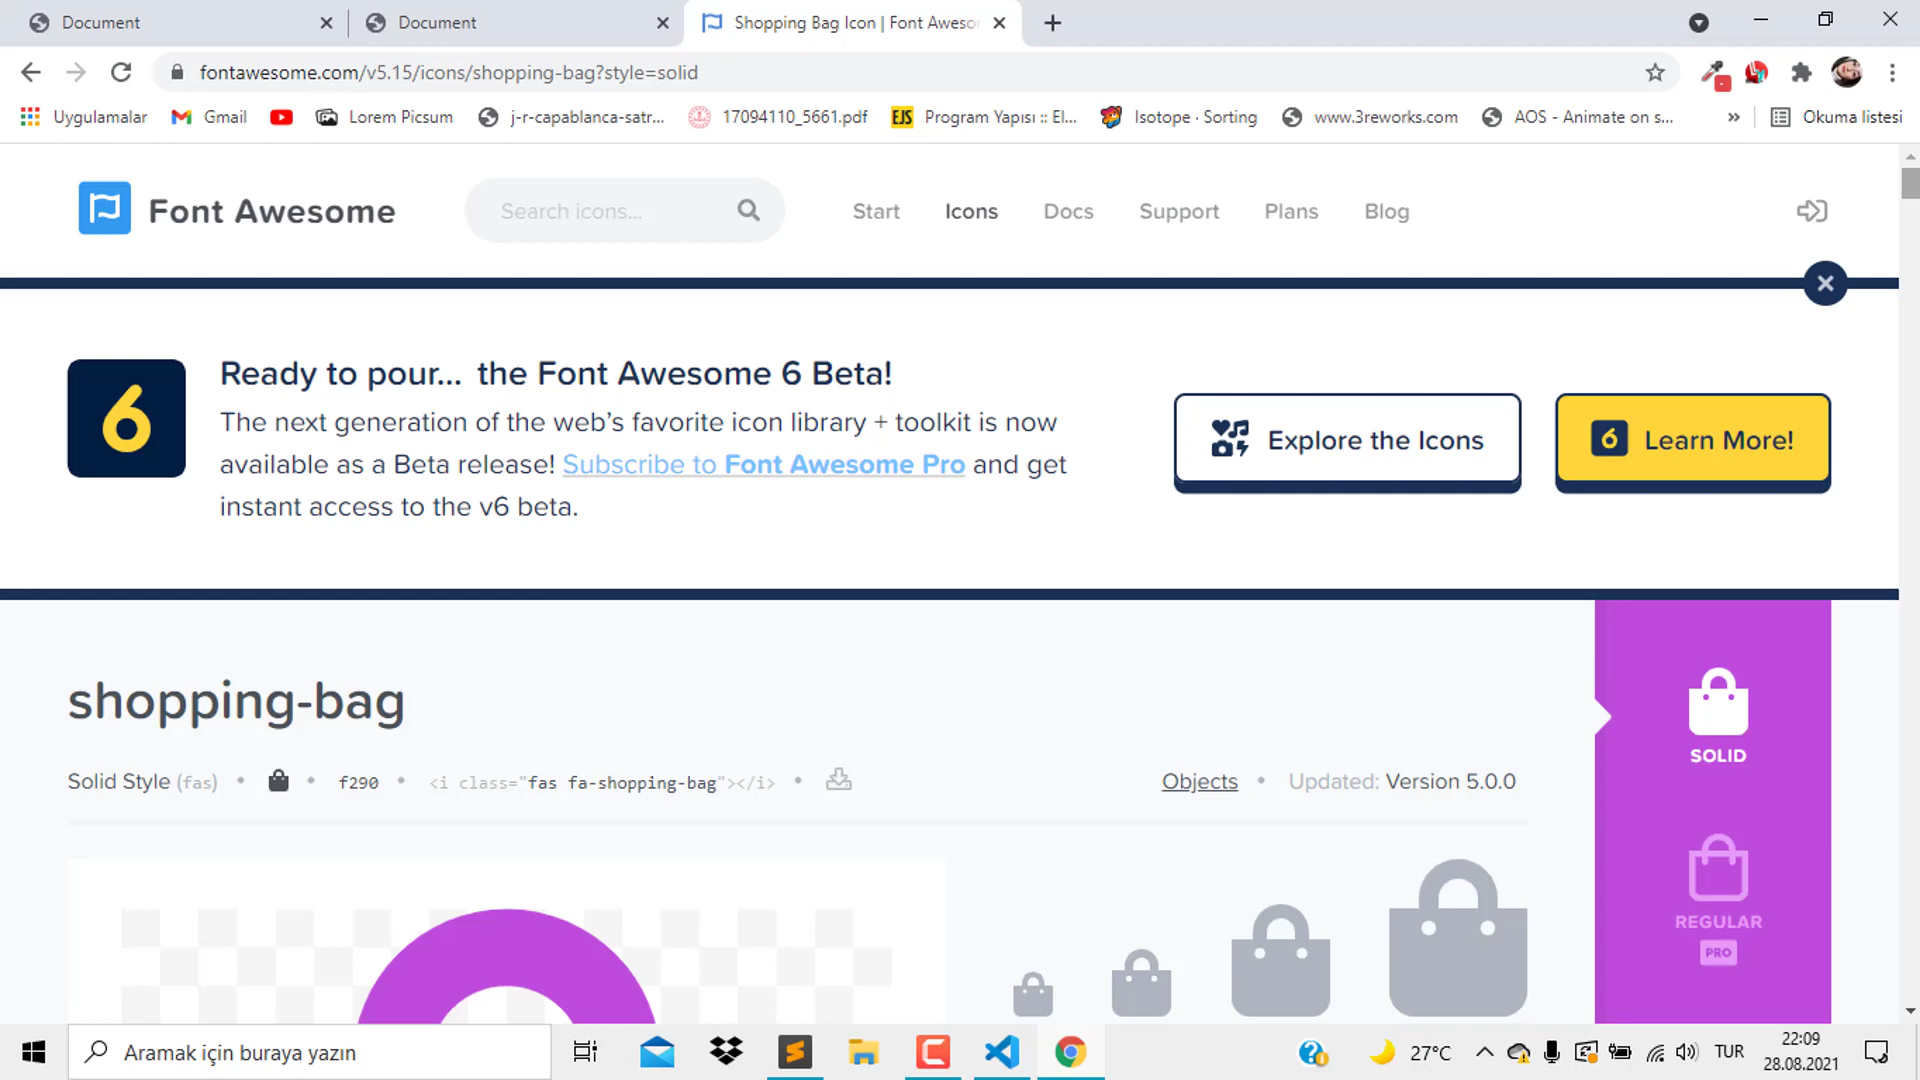 Document
Document
Shopping Bag Icon | Font Aweso
fontawesome.com/v5.15/icons/shopping-bag?style=solid
Uygulamalar
Gmail
Lorem Picsum
j-r-capablanca-satr...
17094110_5661.pdf
EJS
Program Yapısı :: El...
Isotope · Sorting
www.3reworks.com
AOS - Animate on s...
»
Okuma listesi
Font Awesome
Search icons...
Start
Icons
Docs
Support
Plans
Blog
6
Ready to pour... the Font Awesome 6 Beta!
The next generation of the web's favorite icon library + toolkit is now
available as a Beta release! Subscribe to Font Awesome Pro and get
instant access to the v6 beta.
Explore the Icons
6 Learn More!
shopping-bag
SOLID
Solid Style (fas) • • f290 • <i class="fas fa-shopping-bag"></i> •
Objects • Updated: Version 5.0.0
REGULAR
PRO
Aramak için buraya yazın
27°C
TUR
22:09
28.08.2021